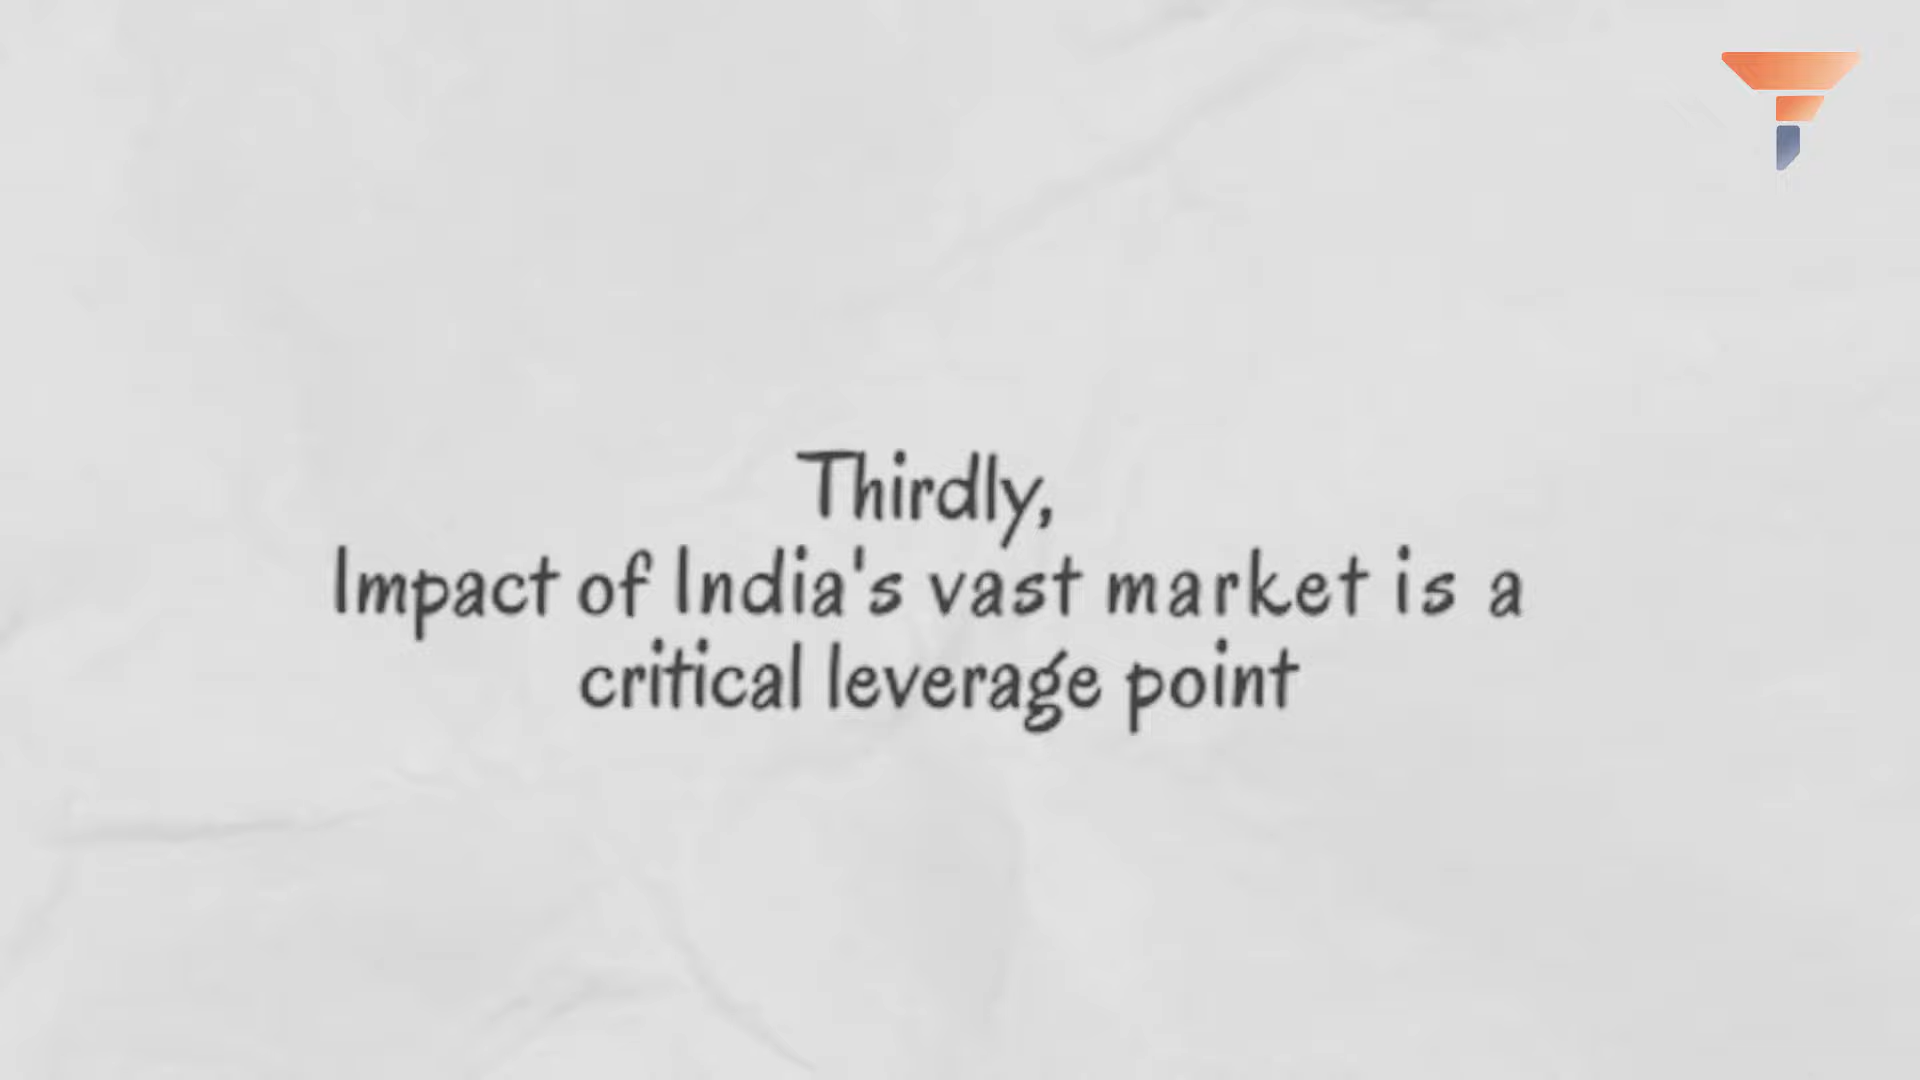 Thirdly,
Impact of India's vast market is a
critical leverage point